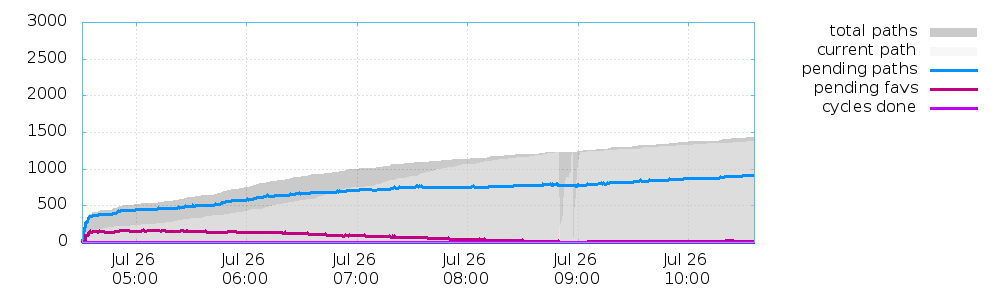 3000
2500
2000
1500
1000
500
0
Jul 26 05:00
Jul 26 06:00
Jul 26 07:00
Jul 26 08:00
Jul 26 09:00
Jul 26 10:00
total paths
current path
pending paths
pending favs
cycles done